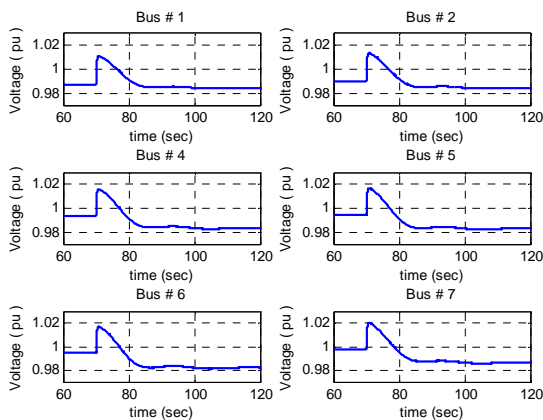 Bus # 1
Voltage ( pu )
1.02
1
0.98
60 80 100 120
time (sec)
Bus # 2
Voltage ( pu )
1.02
1
0.98
60 80 100 120
time (sec)
Bus # 4
Voltage ( pu )
1.02
1
0.98
60 80 100 120
time (sec)
Bus # 5
Voltage ( pu )
1.02
1
0.98
60 80 100 120
time (sec)
Bus # 6
Voltage ( pu )
1.02
1
0.98
60 80 100 120
time (sec)
Bus # 7
Voltage ( pu )
1.02
1
0.98
60 80 100 120
time (sec)